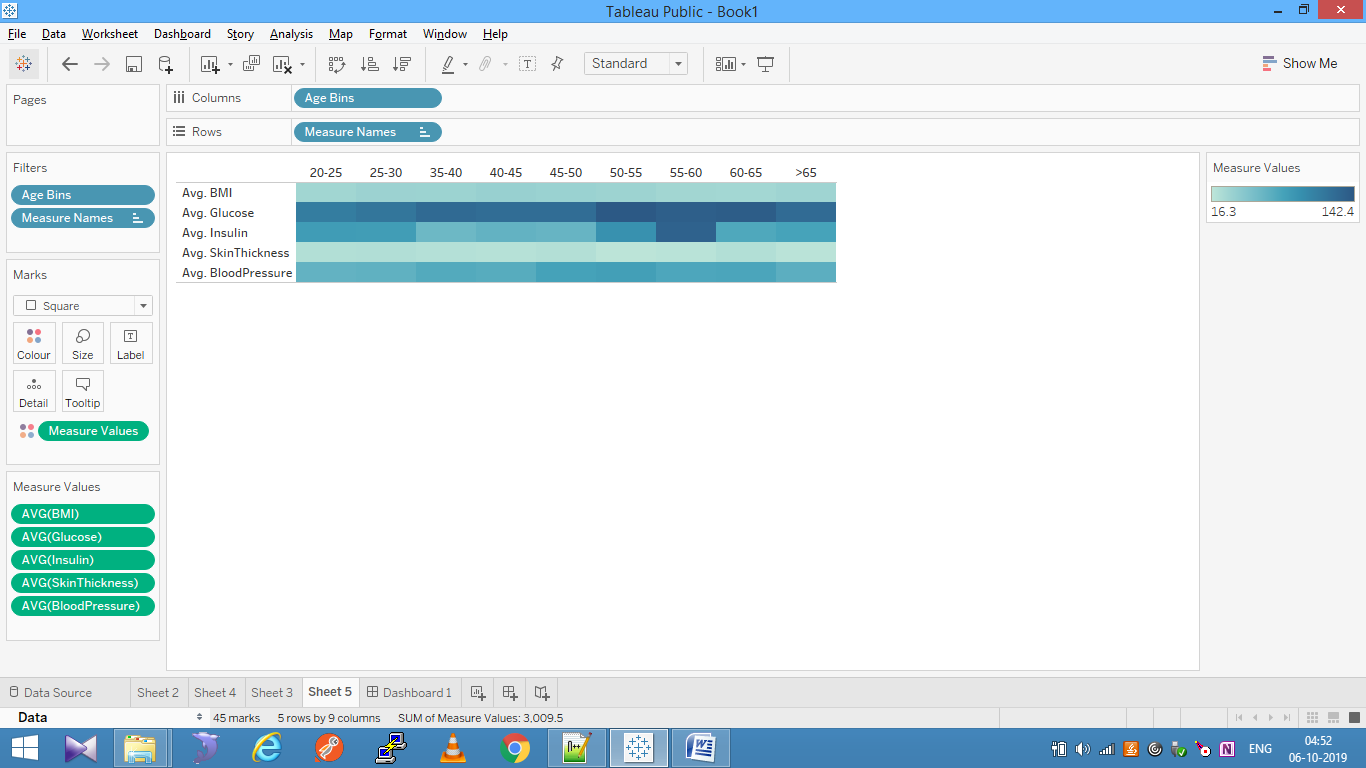 Tableau Public - Book1
File Data Worksheet Dashboard Story Analysis Map Format Window Help
Standard
Show Me
Pages
Columns Age Bins
Rows Measure Names
Filters
Age Bins
Measure Names
Marks
Square
Colour Size Label
Detail Tooltip
Measure Values
Measure Values
AVG(BMI)
AVG(Glucose)
AVG(Insulin)
AVG(SkinThickness)
AVG(BloodPressure)
20-25 25-30 35-40 40-45 45-50 50-55 55-60 60-65 >65
Avg. BMI
Avg. Glucose
Avg. Insulin
Avg. SkinThickness
Avg. BloodPressure
Measure Values
16.3 142.4
Data Source Sheet 2 Sheet 4 Sheet 3 Sheet 5 Dashboard 1
Data 45 marks 5 rows by 9 columns SUM of Measure Values: 3,009.5
ENG 04:52
06-10-2019